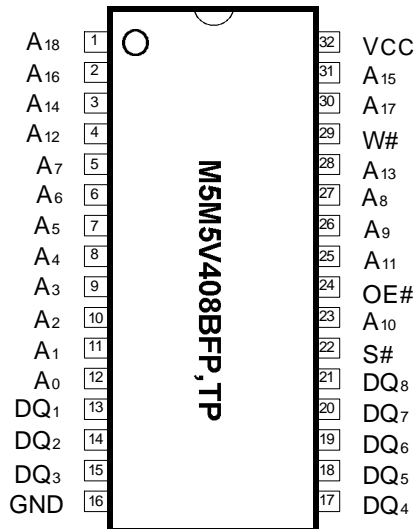 A18 1 32 VCC
A16 2 31 A15
A14 3 30 A17
A12 4 29 W#
A7 5 28 A13
A6 6 27 A8
A5 7 26 A9
A4 8 25 A11
A3 9 24 OE#
A2 10 23 A10
A1 11 22 S#
A0 12 21 DQ8
DQ1 13 20 DQ7
DQ2 14 19 DQ6
DQ3 15 18 DQ5
GND 16 17 DQ4
M5M5V408BFP,TP